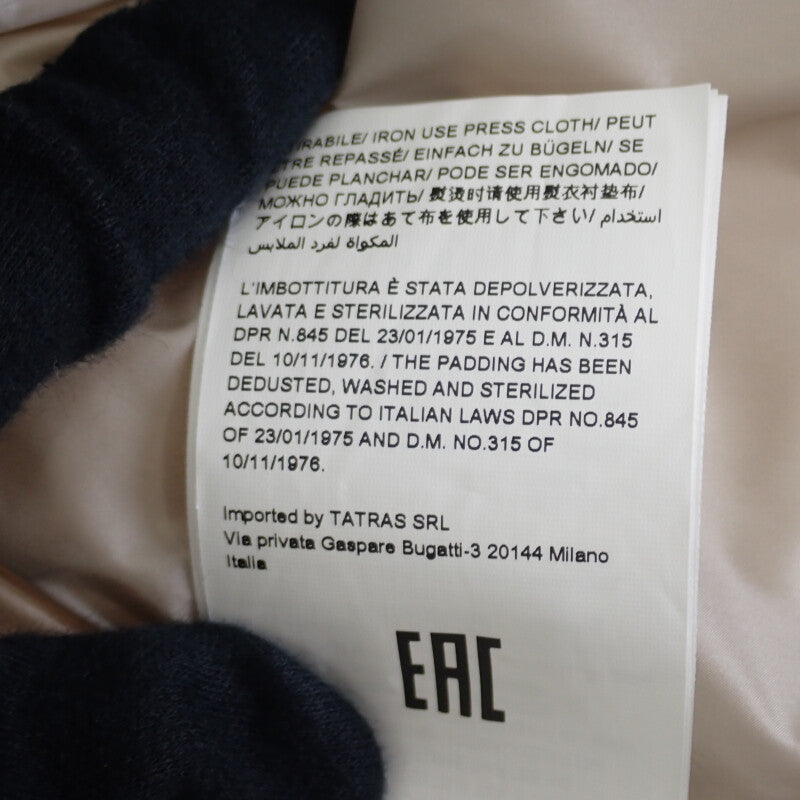 IRON USE PRESS CLOTH/ PEUT
REPASSÉ/ EINFACH ZU BÜGELN/ SE
PUEDE PLANCHAR/ PODE SER ENGOMADO/
МОЖНО ГЛАДИТЬ/ 熨烫时请使用熨衣衬垫布/
アイロンの際はあて布を使用して下さい/ استخدام
المكواة لفرد الملابس
L'IMBOTTITURA È STATA DEPOLVERIZZATA,
LAVATA E STERILIZZATA IN CONFORMITÀ AL
DPR N.845 DEL 23/01/1975 E AL D.M. N.315
DEL 10/11/1976. / THE PADDING HAS BEEN
DEDUSTED, WASHED AND STERILIZED
ACCORDING TO ITALIAN LAWS DPR NO.845
OF 23/01/1975 AND D.M. NO.315 OF
10/11/1976.
Imported by TATRAS SRL
Via privata Gaspare Bugatti-3 20144 Milano
Italia
EAC